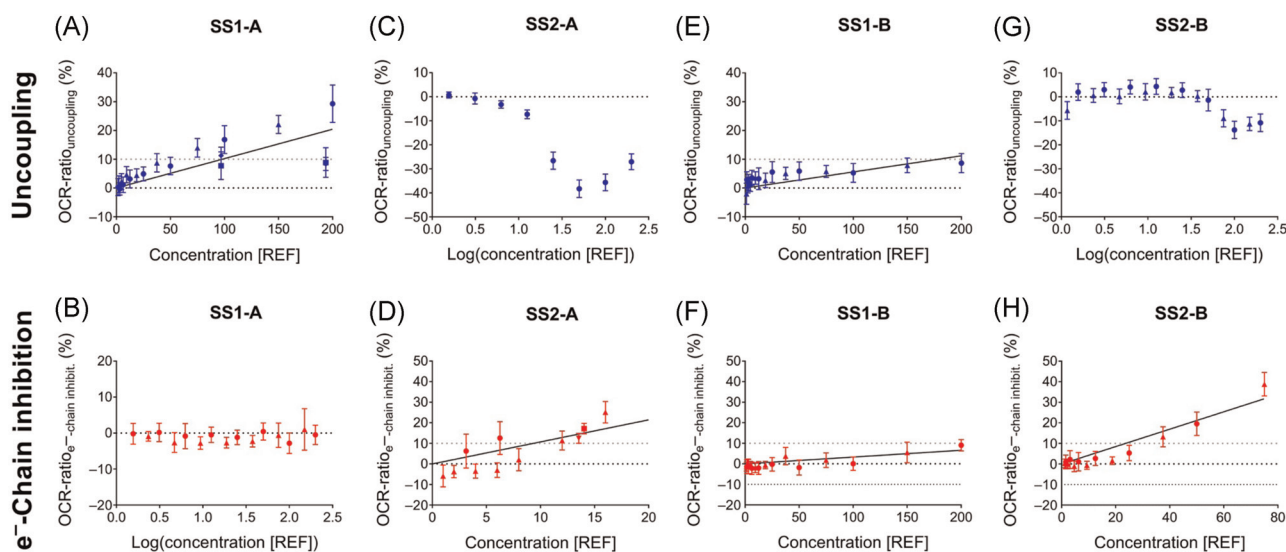 (A)
SS1-A
Uncoupling
OCR-ratio uncoupling (%)
40
30
20
10
0
–10
0
50
100
150
200
Concentration [REF]
(C)
SS2-A
OCR-ratio uncoupling (%)
10
0
–10
–20
–30
–40
–50
0.0
0.5
1.0
1.5
2.0
2.5
Log(concentration [REF])
(E)
SS1-B
OCR-ratio uncoupling (%)
40
30
20
10
0
–10
0
50
100
150
200
Concentration [REF]
(G)
SS2-B
OCR-ratio uncoupling (%)
10
0
–10
–20
–30
–40
–50
0.0
0.5
1.0
1.5
2.0
2.5
Log(concentration [REF])
(B)
SS1-A
e⁻-Chain inhibition
OCR-ratio e⁻-chain inhibit. (%)
20
10
0
–10
–20
0.0
0.5
1.0
1.5
2.0
2.5
Log(concentration [REF])
(D)
SS2-A
OCR-ratio e⁻-chain inhibit. (%)
50
40
30
20
10
0
–10
–20
0
5
10
15
20
Concentration [REF]
(F)
SS1-B
OCR-ratio e⁻-chain inhibit. (%)
50
40
30
20
10
0
–10
–20
0
50
100
150
200
Concentration [REF]
(H)
SS2-B
OCR-ratio e⁻-chain inhibit. (%)
50
40
30
20
10
0
–10
–20
0
20
40
60
80
Concentration [REF]